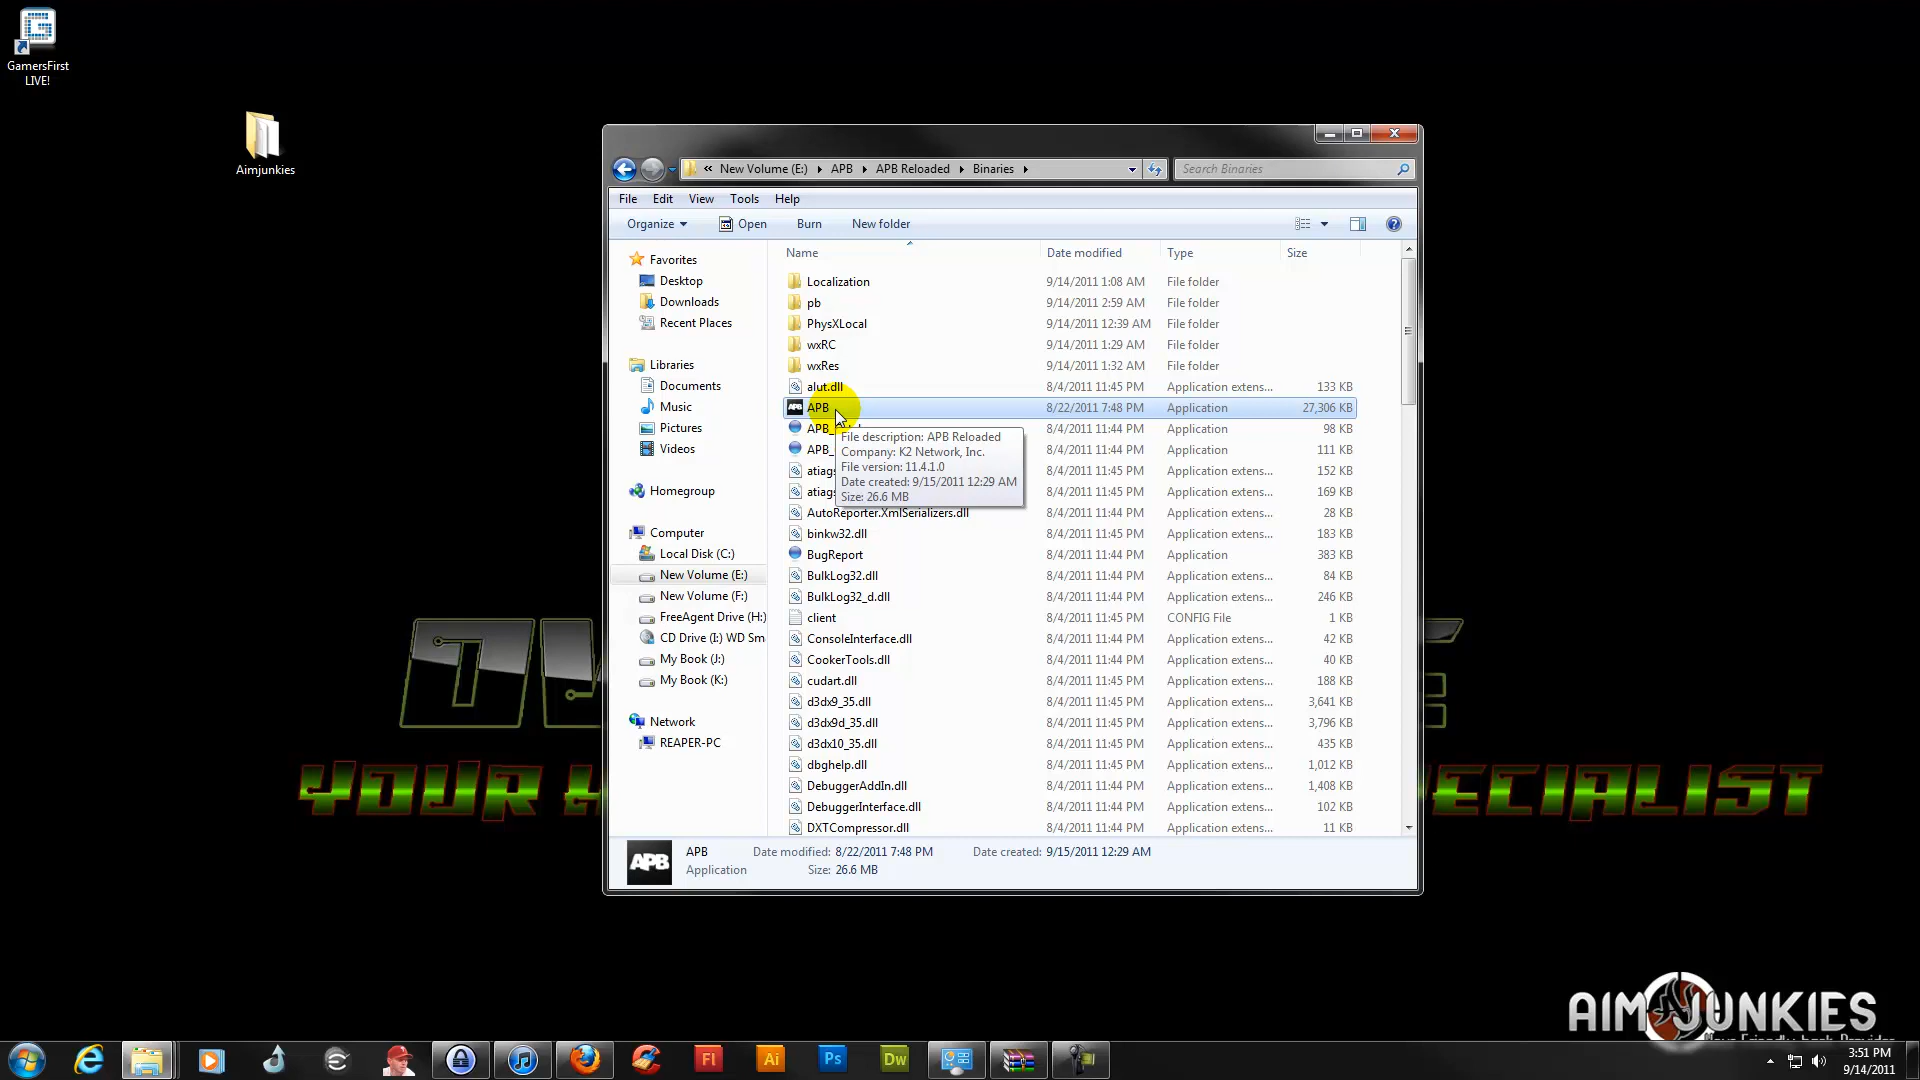 GamersFirst
LIVE!
Aimjunkies
« New Volume (E:) ▸ APB ▸ APB Reloaded ▸ Binaries ▸
Search Binaries
File Edit View Tools Help
Organize Open Burn New folder
Name Date modified Type Size
Favorites
Desktop
Downloads
Recent Places
Libraries
Documents
Music
Pictures
Videos
Homegroup
Computer
Local Disk (C:)
New Volume (E:)
New Volume (F:)
FreeAgent Drive (H:)
CD Drive (I:) WD Sm
My Book (J:)
My Book (K:)
Network
REAPER-PC
Localization 9/14/2011 1:08 AM File folder
pb 9/14/2011 2:59 AM File folder
PhysXLocal 9/14/2011 12:39 AM File folder
wxRC 9/14/2011 1:29 AM File folder
wxRes 9/14/2011 1:32 AM File folder
alut.dll 8/4/2011 11:45 PM Application extens... 133 KB
APB 8/22/2011 7:48 PM Application 27,306 KB
APB_ 8/4/2011 11:44 PM Application 98 KB
APB_ 8/4/2011 11:44 PM Application 111 KB
atiags 8/4/2011 11:45 PM Application extens... 152 KB
atiags 8/4/2011 11:45 PM Application extens... 169 KB
AutoReporter.XmlSerializers.dll 8/4/2011 11:44 PM Application extens... 28 KB
binkw32.dll 8/4/2011 11:45 PM Application extens... 183 KB
BugReport 8/4/2011 11:44 PM Application 383 KB
BulkLog32.dll 8/4/2011 11:44 PM Application extens... 84 KB
BulkLog32_d.dll 8/4/2011 11:44 PM Application extens... 246 KB
client 8/4/2011 11:44 PM CONFIG File 1 KB
ConsoleInterface.dll 8/4/2011 11:44 PM Application extens... 42 KB
CookerTools.dll 8/4/2011 11:44 PM Application extens... 40 KB
cudart.dll 8/4/2011 11:45 PM Application extens... 188 KB
d3dx9_35.dll 8/4/2011 11:45 PM Application extens... 3,641 KB
d3dx9d_35.dll 8/4/2011 11:45 PM Application extens... 3,796 KB
d3dx10_35.dll 8/4/2011 11:45 PM Application extens... 435 KB
dbghelp.dll 8/4/2011 11:45 PM Application extens... 1,012 KB
DebuggerAddIn.dll 8/4/2011 11:44 PM Application extens... 1,408 KB
DebuggerInterface.dll 8/4/2011 11:44 PM Application extens... 102 KB
DXTCompressor.dll 8/4/2011 11:44 PM Application extens... 11 KB
File description: APB Reloaded
Company: K2 Network, Inc.
File version: 11.4.1.0
Date created: 9/15/2011 12:29 AM
Size: 26.6 MB
APB
APB Date modified: 8/22/2011 7:48 PM Date created: 9/15/2011 12:29 AM
Application Size: 26.6 MB
YOUR
AIMJUNKIES
Fl Ai Ps Dw
3:51 PM
9/14/2011